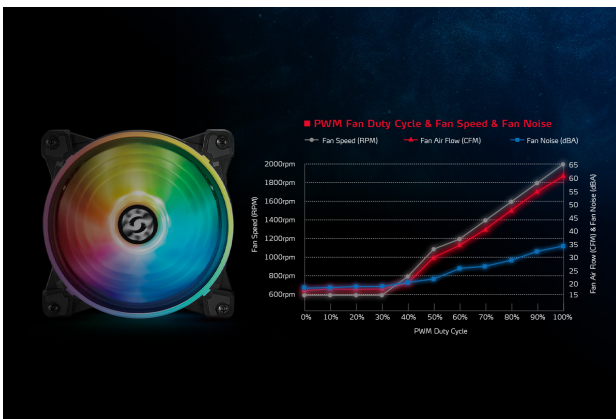 PWM Fan Duty Cycle & Fan Speed & Fan Noise
Fan Speed (RPM) Fan Air Flow (CFM) Fan Noise (dBA)
2000rpm
1800rpm
1600rpm
1400rpm
1200rpm
1000rpm
800rpm
600rpm
Fan Speed (RPM)
65
60
55
50
45
40
35
30
25
20
15
Fan Air Flow (CFM) & Fan Noise (dBA)
0% 10% 20% 30% 40% 50% 60% 70% 80% 90% 100%
PWM Duty Cycle